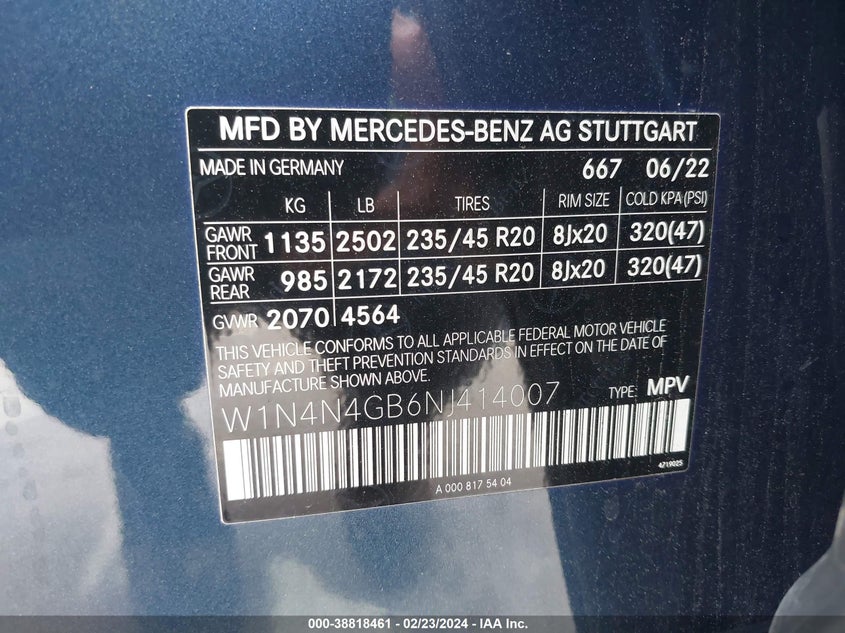 MFD BY MERCEDES-BENZ AG STUTTGART
MADE IN GERMANY 667 06/22
KG LB TIRES RIM SIZE COLD KPA (PSI)
GAWR FRONT 1135 2502 235/45 R20 8Jx20 320(47)
GAWR REAR 985 2172 235/45 R20 8Jx20 320(47)
GVWR 2070 4564
THIS VEHICLE CONFORMS TO ALL APPLICABLE FEDERAL MOTOR VEHICLE
SAFETY AND THEFT PREVENTION STANDARDS IN EFFECT ON THE DATE OF
MANUFACTURE SHOWN ABOVE.
W1N4N4GB6NJ414007 TYPE: MPV
4719025
A 000 817 54 04
000-38818461 - 02/23/2024 - IAA Inc.